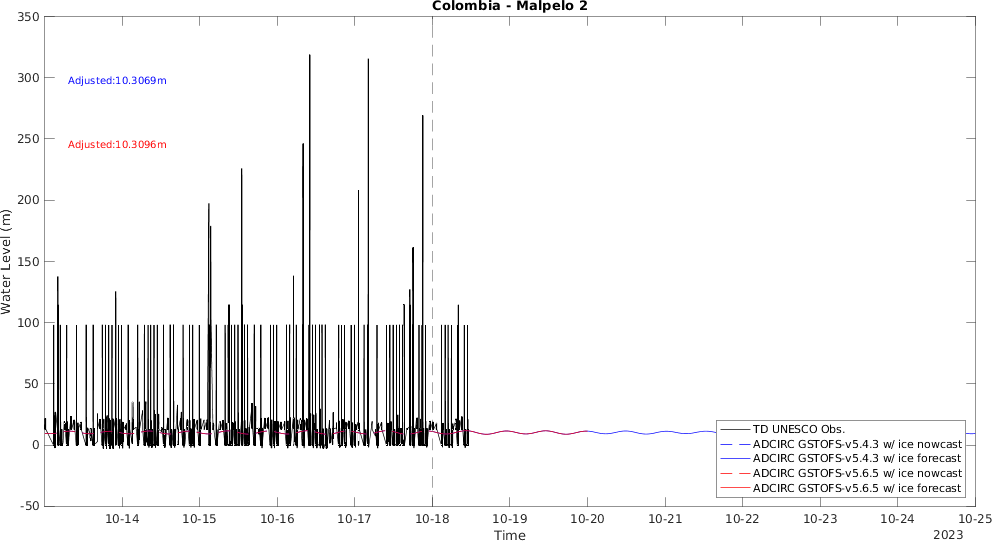 Colombia - Malpelo 2
350
300
250
200
150
100
50
0
-50
Water Level (m)
Adjusted:10.3069m
Adjusted:10.3096m
TD UNESCO Obs.
ADCIRC GSTOFS-v5.4.3 w/ ice nowcast
ADCIRC GSTOFS-v5.4.3 w/ ice forecast
ADCIRC GSTOFS-v5.6.5 w/ ice nowcast
ADCIRC GSTOFS-v5.6.5 w/ ice forecast
10-14 10-15 10-16 10-17 10-18 10-19 10-20 10-21 10-22 10-23 10-24 10-25
Time
2023